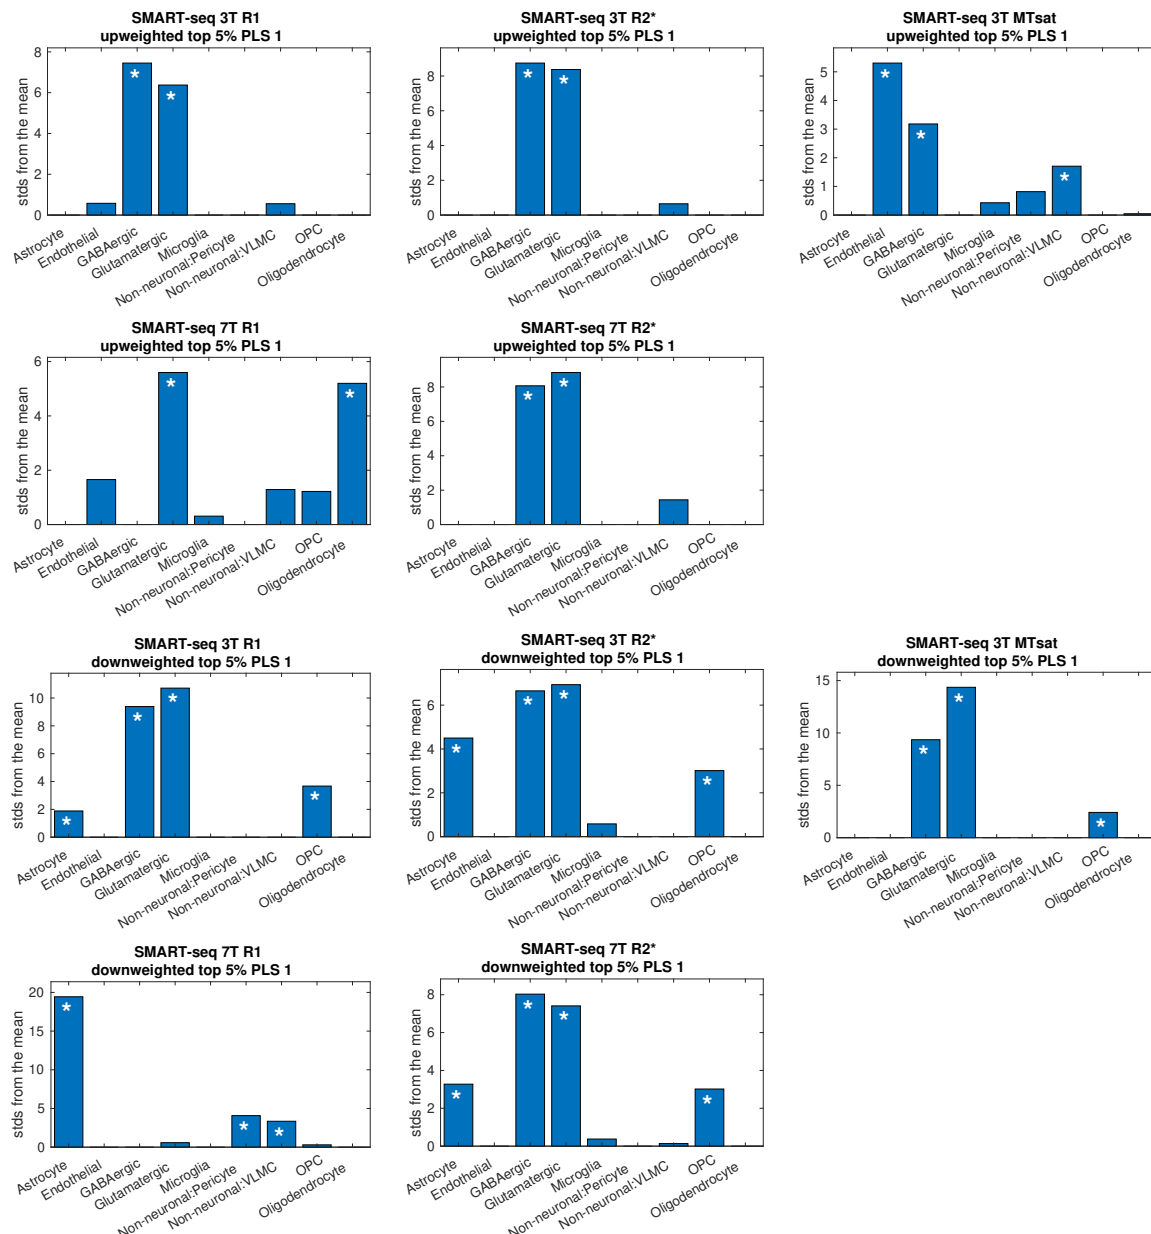 SMART-seq 3T R1
upweighted top 5% PLS 1
stds from the mean
8
6
4
2
0
*
*
Astrocyte
Endothelial
GABAergic
Glutamatergic
Microglia
Non-neuronal:Pericyte
Non-neuronal:VLMC
OPC
Oligodendrocyte
SMART-seq 3T R2*
upweighted top 5% PLS 1
stds from the mean
8
6
4
2
0
*
*
Astrocyte
Endothelial
GABAergic
Glutamatergic
Microglia
Non-neuronal:Pericyte
Non-neuronal:VLMC
OPC
Oligodendrocyte
SMART-seq 3T MTsat
upweighted top 5% PLS 1
stds from the mean
5
4
3
2
1
0
*
*
*
Astrocyte
Endothelial
GABAergic
Glutamatergic
Microglia
Non-neuronal:Pericyte
Non-neuronal:VLMC
OPC
Oligodendrocyte
SMART-seq 7T R1
upweighted top 5% PLS 1
stds from the mean
6
4
2
0
*
*
Astrocyte
Endothelial
GABAergic
Glutamatergic
Microglia
Non-neuronal:Pericyte
Non-neuronal:VLMC
OPC
Oligodendrocyte
SMART-seq 7T R2*
upweighted top 5% PLS 1
stds from the mean
8
6
4
2
0
*
*
Astrocyte
Endothelial
GABAergic
Glutamatergic
Microglia
Non-neuronal:Pericyte
Non-neuronal:VLMC
OPC
Oligodendrocyte
SMART-seq 3T R1
downweighted top 5% PLS 1
stds from the mean
10
8
6
4
2
0
*
*
*
*
Astrocyte
Endothelial
GABAergic
Glutamatergic
Microglia
Non-neuronal:Pericyte
Non-neuronal:VLMC
OPC
Oligodendrocyte
SMART-seq 3T R2*
downweighted top 5% PLS 1
stds from the mean
6
4
2
0
*
*
*
*
Astrocyte
Endothelial
GABAergic
Glutamatergic
Microglia
Non-neuronal:Pericyte
Non-neuronal:VLMC
OPC
Oligodendrocyte
SMART-seq 3T MTsat
downweighted top 5% PLS 1
stds from the mean
15
10
5
0
*
*
*
Astrocyte
Endothelial
GABAergic
Glutamatergic
Microglia
Non-neuronal:Pericyte
Non-neuronal:VLMC
OPC
Oligodendrocyte
SMART-seq 7T R1
downweighted top 5% PLS 1
stds from the mean
20
15
10
5
0
*
*
*
Astrocyte
Endothelial
GABAergic
Glutamatergic
Microglia
Non-neuronal:Pericyte
Non-neuronal:VLMC
OPC
Oligodendrocyte
SMART-seq 7T R2*
downweighted top 5% PLS 1
stds from the mean
8
6
4
2
0
*
*
*
*
Astrocyte
Endothelial
GABAergic
Glutamatergic
Microglia
Non-neuronal:Pericyte
Non-neuronal:VLMC
OPC
Oligodendrocyte